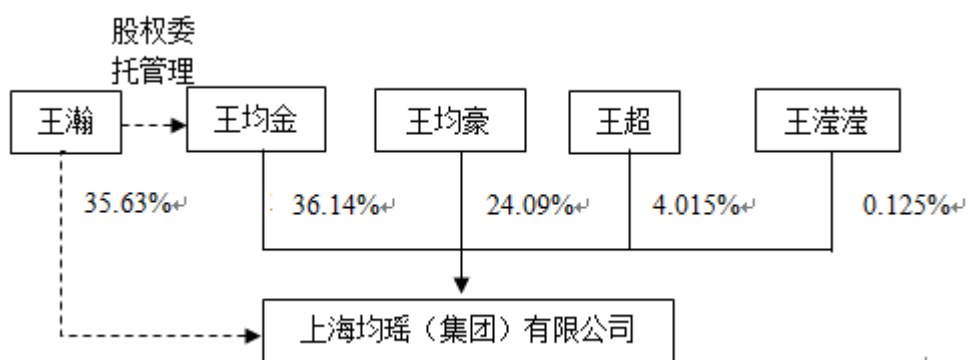 股权委
托管理
王瀚
王均金
王均豪
王超
王滢滢
35.63%
36.14%
24.09%
4.015%
0.125%
上海均瑶（集团）有限公司